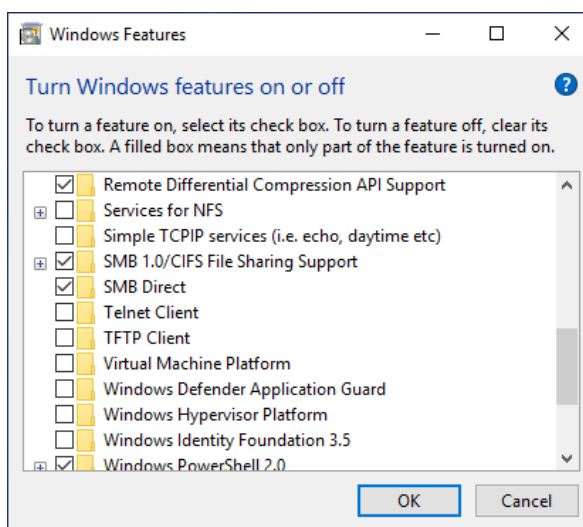 Windows Features
Turn Windows features on or off
To turn a feature on, select its check box. To turn a feature off, clear its
check box. A filled box means that only part of the feature is turned on.
Remote Differential Compression API Support
Services for NFS
Simple TCPIP services (i.e. echo, daytime etc)
SMB 1.0/CIFS File Sharing Support
SMB Direct
Telnet Client
TFTP Client
Virtual Machine Platform
Windows Defender Application Guard
Windows Hypervisor Platform
Windows Identity Foundation 3.5
Windows PowerShell 2.0
OK Cancel